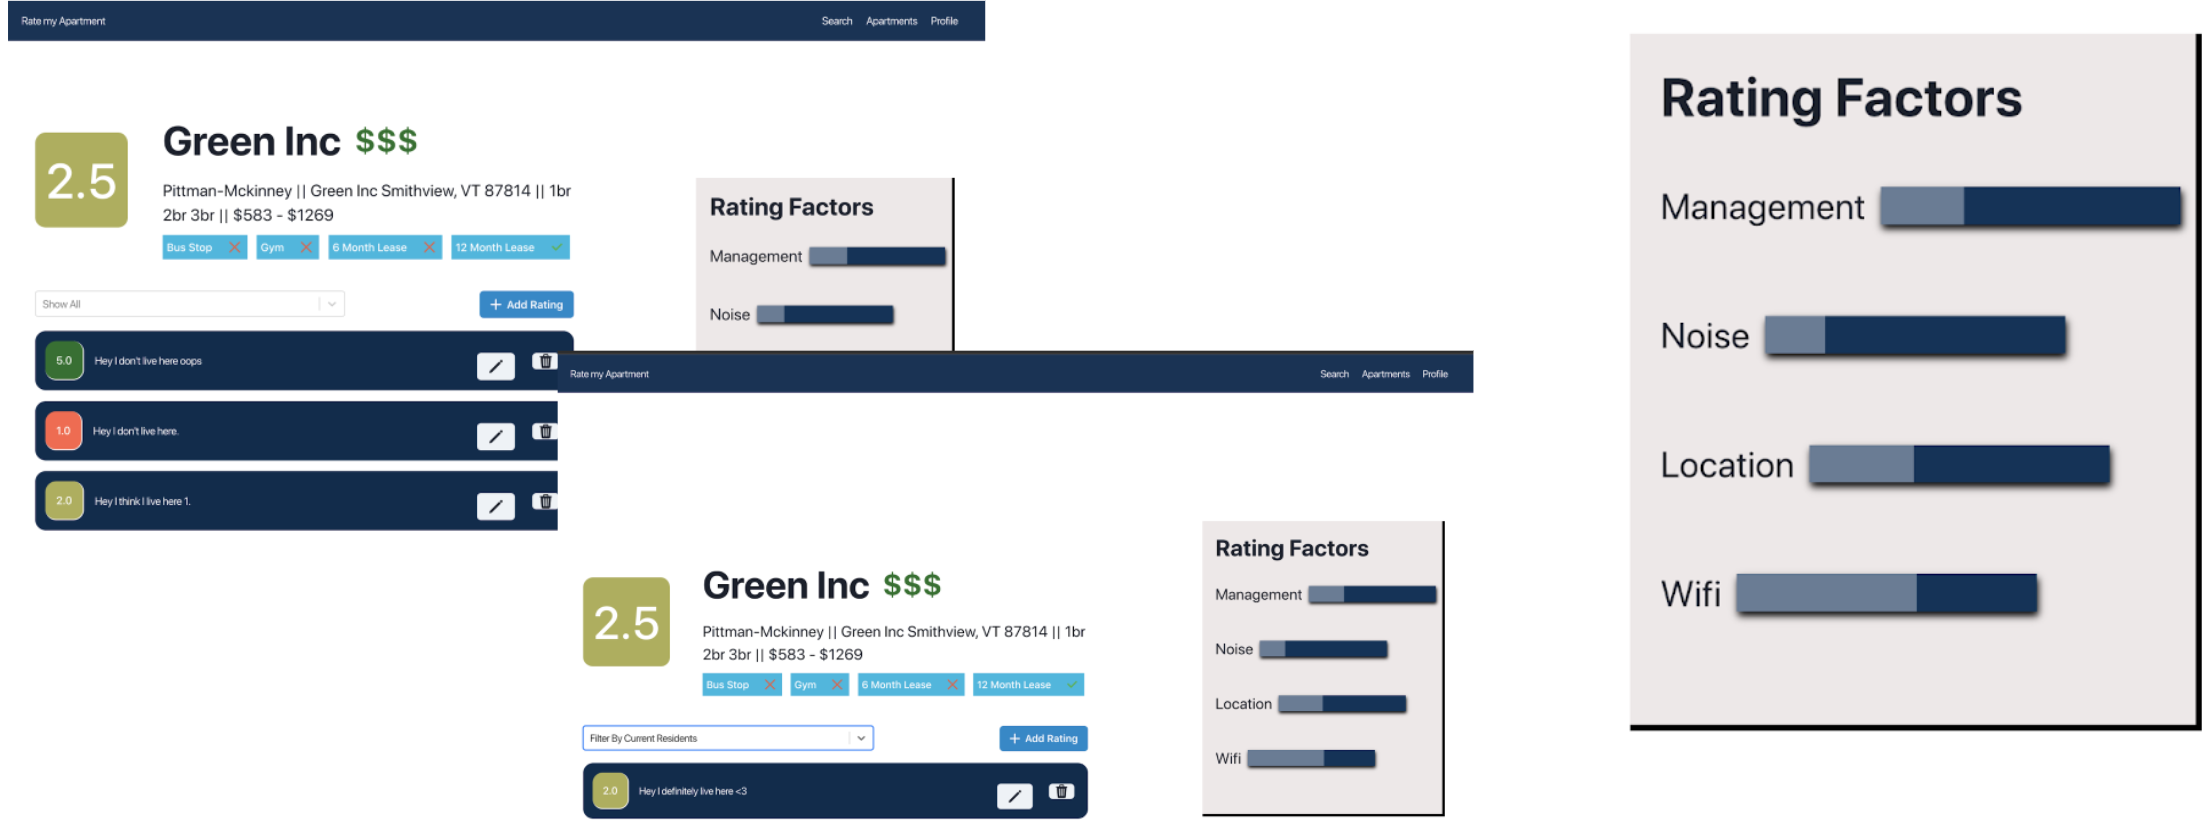 Rate my Apartment
Search Apartments Profile
2.5
Green Inc $$$
Pittman-Mckinney || Green Inc Smithview, VT 87814 || 1br
2br 3br || $583 - $1269
Bus Stop Gym 6 Month Lease 12 Month Lease
Show All
+ Add Rating
5.0 Hey I don't live here oops
1.0 Hey I don't live here.
2.0 Hey I think I live here 1.
Rating Factors
Management
Noise
Rate my Apartment
Search Apartments Profile
2.5
Green Inc $$$
Pittman-Mckinney || Green Inc Smithview, VT 87814 || 1br
2br 3br || $583 - $1269
Bus Stop Gym 6 Month Lease 12 Month Lease
Filter By Current Residents
+ Add Rating
2.0 Hey I definitely live here <3
Rating Factors
Management
Noise
Location
Wifi
Rating Factors
Management
Noise
Location
Wifi